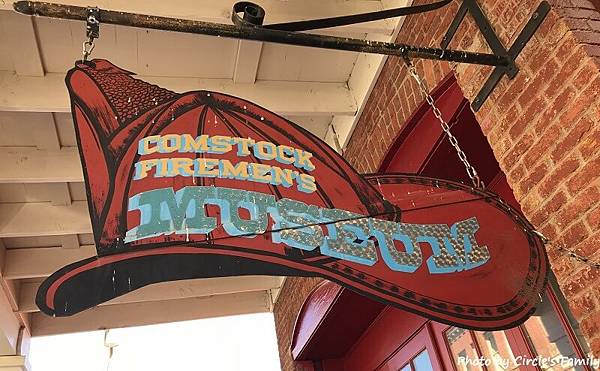 COMSTOCK
FIREMEN'S
MUSEUM
Photo by Circle's Family